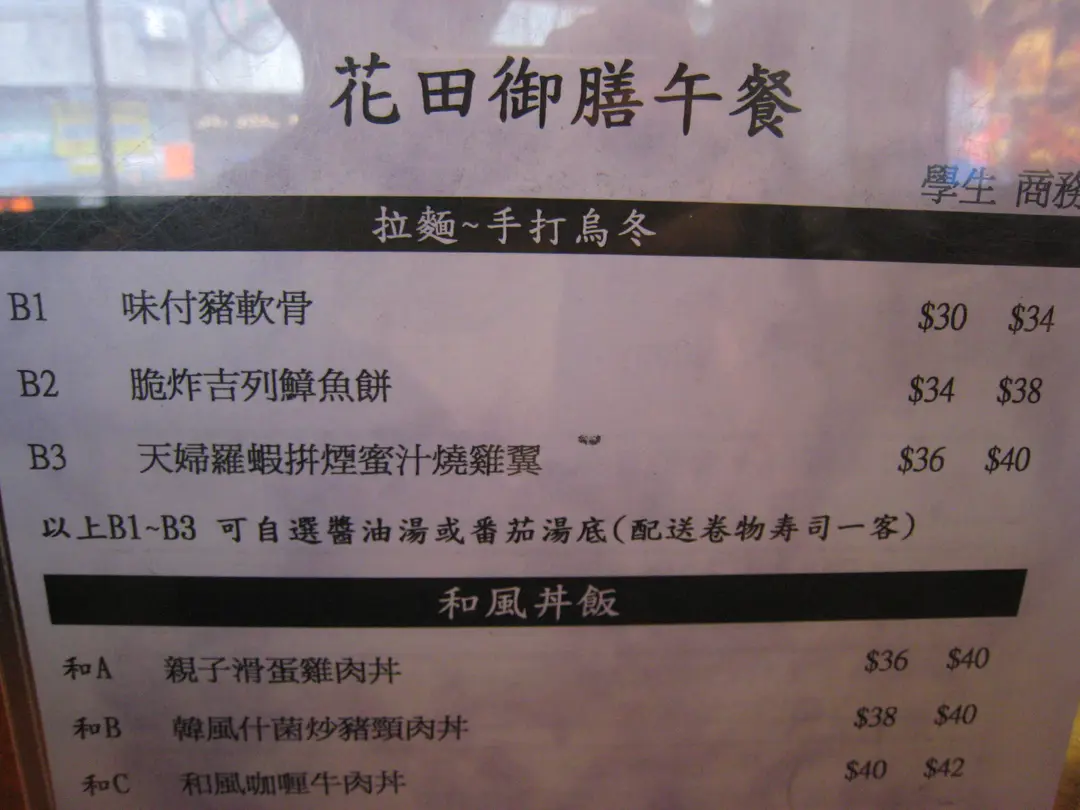 花田御膳午餐
學生 商務
拉麵~手打烏冬
B1 味付豬軟骨 $30 $34
B2 脆炸吉列鱆魚餅 $34 $38
B3 天婦羅蝦拼煙蜜汁燒雞翼 $36 $40
以上B1~B3 可自選醬油湯或番茄湯底(配送卷物寿司一客)
和風丼飯
和A 親子滑蛋雞肉丼 $36 $40
和B 韓風什菌炒豬頸肉丼 $38 $40
和C 和風咖喱牛肉丼 $40 $42